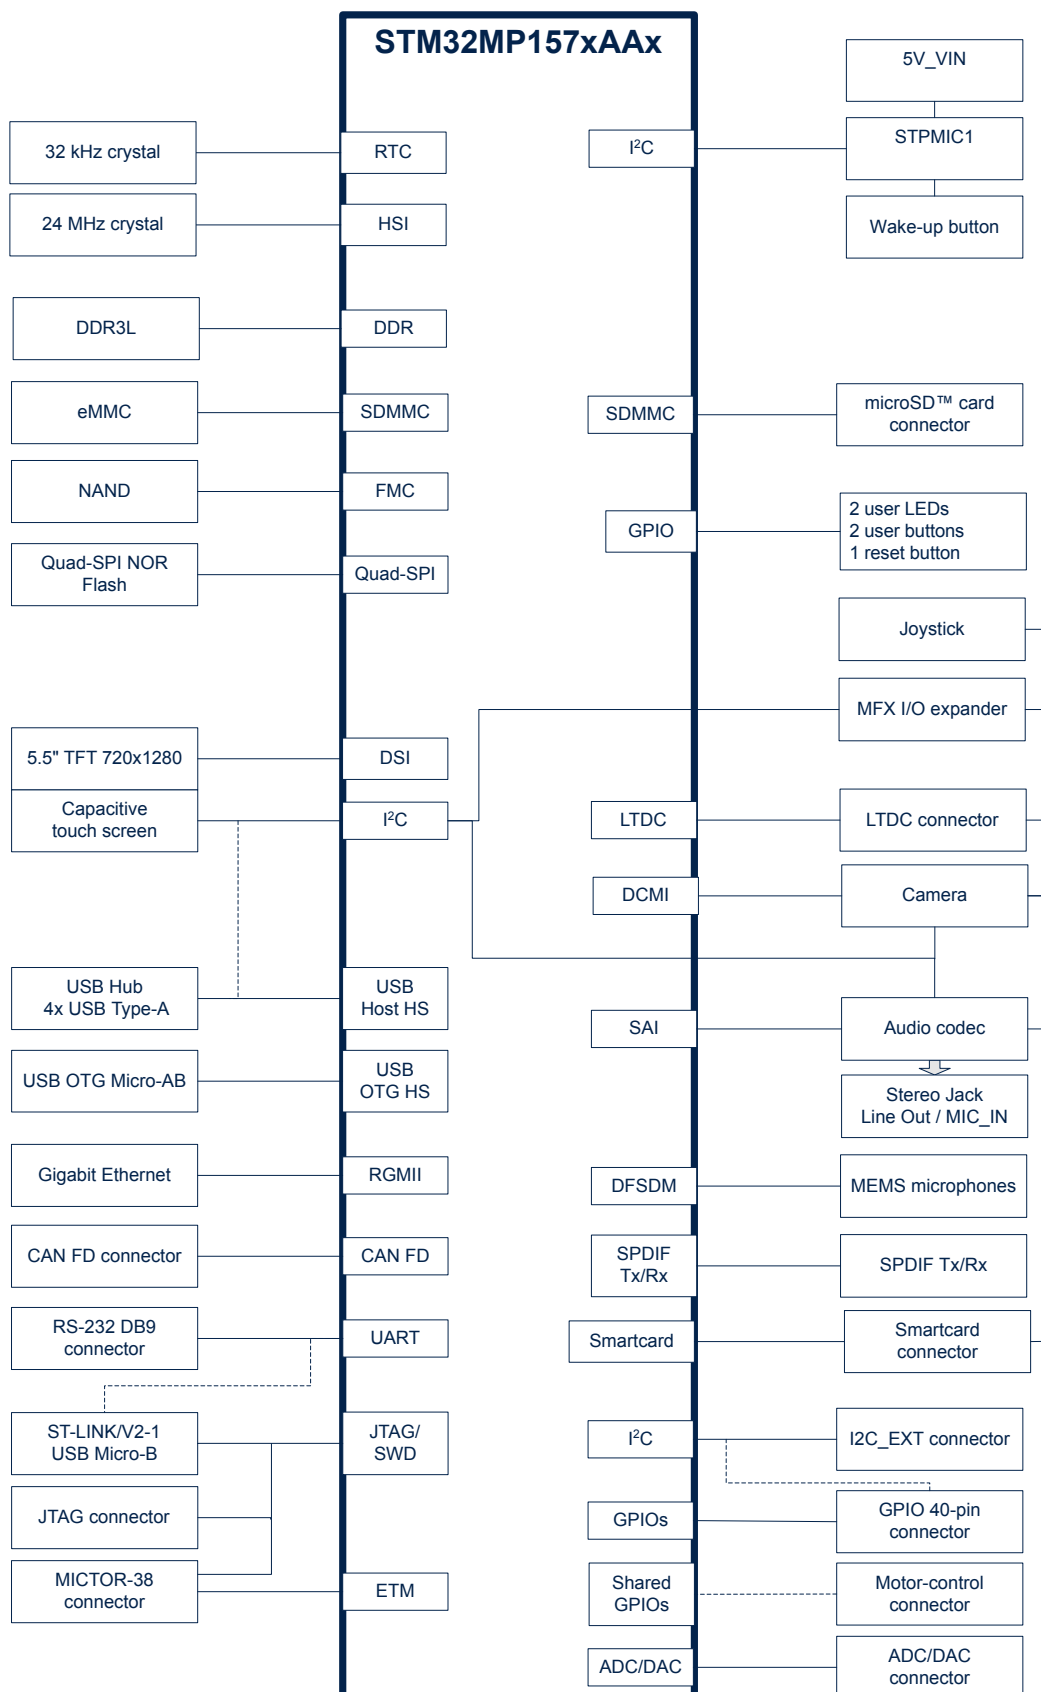 STM32MP157xAAx
32 kHz crystal
RTC
24 MHz crystal
HSI
DDR3L
DDR
eMMC
SDMMC
NAND
FMC
Quad-SPI NOR
Flash
Quad-SPI
5.5" TFT 720x1280
DSI
Capacitive
touch screen
I²C
USB Hub
4x USB Type-A
USB
Host HS
USB OTG Micro-AB
USB
OTG HS
Gigabit Ethernet
RGMII
CAN FD connector
CAN FD
RS-232 DB9
connector
UART
ST-LINK/V2-1
USB Micro-B
JTAG/
SWD
JTAG connector
MICTOR-38
connector
ETM
5V_VIN
I²C
STPMIC1
Wake-up button
SDMMC
microSD™ card
connector
GPIO
2 user LEDs
2 user buttons
1 reset button
Joystick
MFX I/O expander
LTDC
LTDC connector
DCMI
Camera
SAI
Audio codec
Stereo Jack
Line Out / MIC_IN
DFSDM
MEMS microphones
SPDIF
Tx/Rx
SPDIF Tx/Rx
Smartcard
Smartcard
connector
I²C
I2C_EXT connector
GPIOs
GPIO 40-pin
connector
Shared
GPIOs
Motor-control
connector
ADC/DAC
ADC/DAC
connector